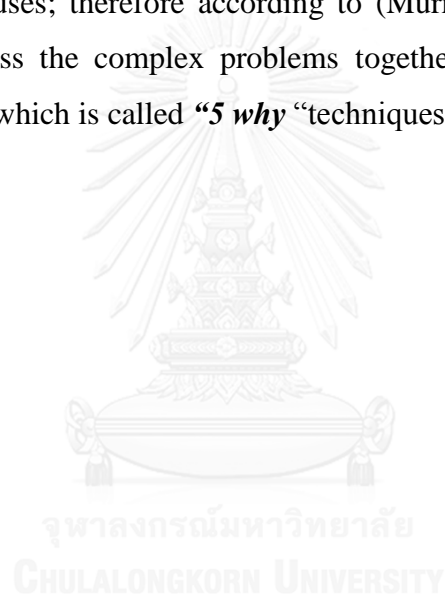 uses; therefore according to (Muri
ss the complex problems togethe
which is called “5 why “techniques
จุฬาลงกรณ์มหาวิทยาลัย
CHULALONGKORN UNIVERSITY